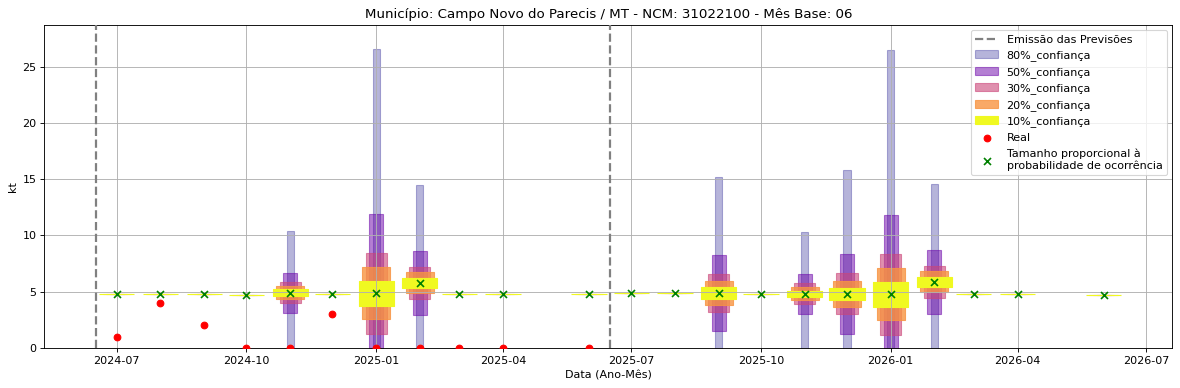 Município: Campo Novo do Parecis / MT - NCM: 31022100 - Mês Base: 06
Emissão das Previsões
80%_confiança
50%_confiança
30%_confiança
20%_confiança
10%_confiança
Real
Tamanho proporcional à
probabilidade de ocorrência
kt
25
20
15
10
5
0
2024-07
2024-10
2025-01
2025-04
2025-07
2025-10
2026-01
2026-04
2026-07
Data (Ano-Mês)